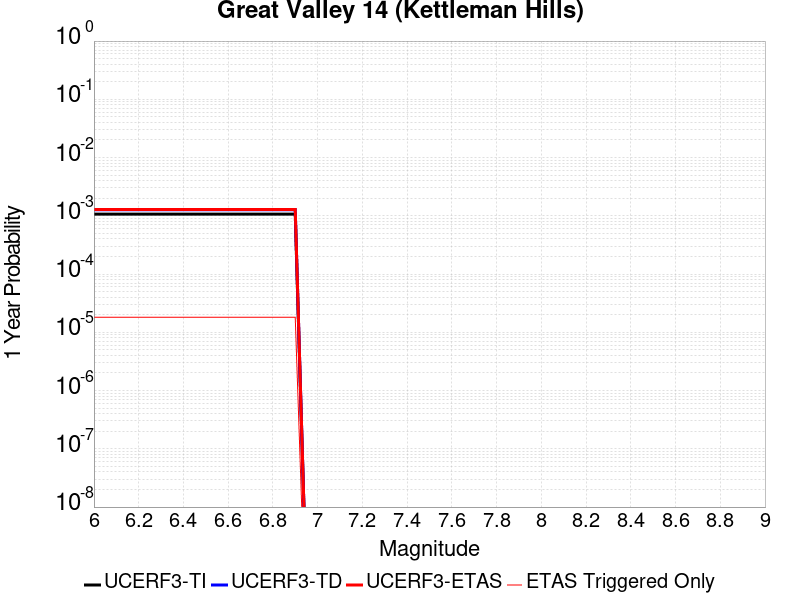 Great Valley 14 (Kettleman Hills)
10^0
10^-1
10^-2
10^-3
10^-4
10^-5
10^-6
10^-7
10^-8
1 Year Probability
6 6.2 6.4 6.6 6.8 7 7.2 7.4 7.6 7.8 8 8.2 8.4 8.6 8.8 9
Magnitude
UCERF3-TI UCERF3-TD UCERF3-ETAS ETAS Triggered Only